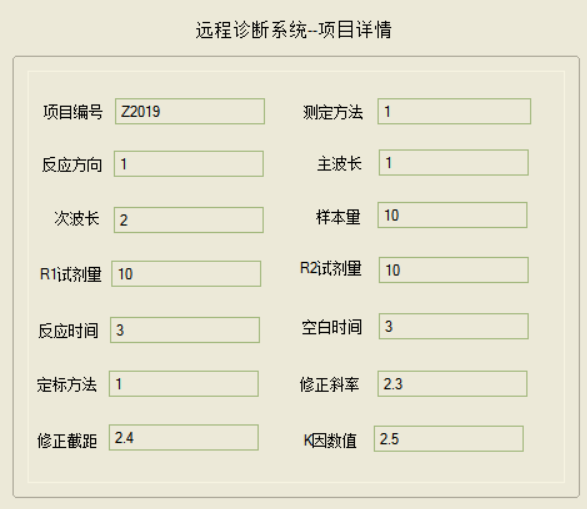 远程诊断系统--项目详情
项目编号 Z2019 测定方法 1
反应方向 1 主波长 1
次波长 2 样本量 10
R1试剂量 10 R2试剂量 10
反应时间 3 空白时间 3
定标方法 1 修正斜率 2.3
修正截距 2.4 K因数值 2.5